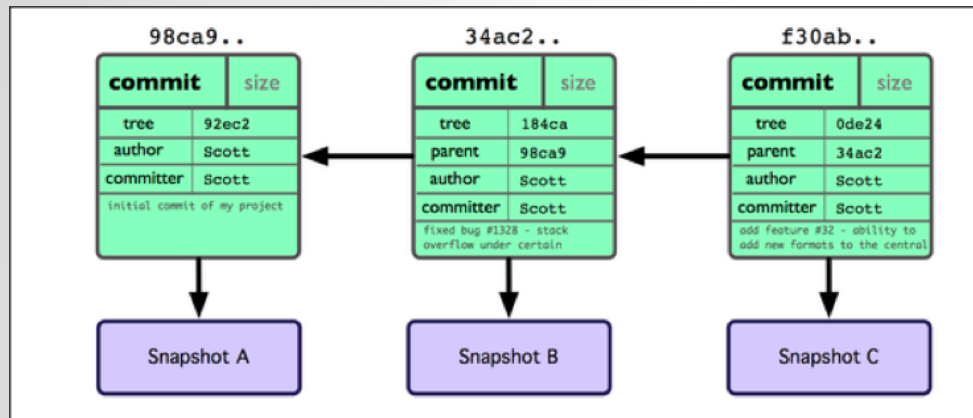 98ca9..
34ac2..
f30ab..
commit size
tree 92ec2
author Scott
committer Scott
initial commit of my project
commit size
tree 184ca
parent 98ca9
author Scott
committer Scott
fixed bug #1328 - stack
overflow under certain
commit size
tree 0de24
parent 34ac2
author Scott
committer Scott
add feature #32 - ability to
add new formats to the central
Snapshot A
Snapshot B
Snapshot C